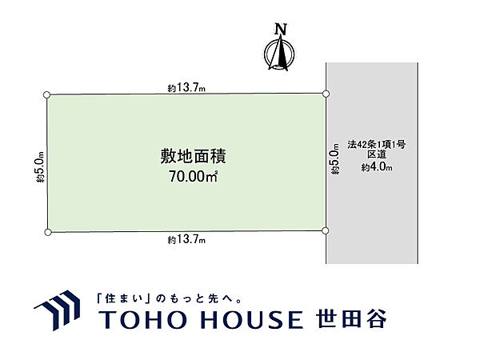 N
約13.7m
約5.0m
敷地面積
70.00㎡
約5.0m
法42条1項1号
区道
約4.0m
約13.7m
「住まい」のもっと先へ。
TOHO HOUSE 世田谷